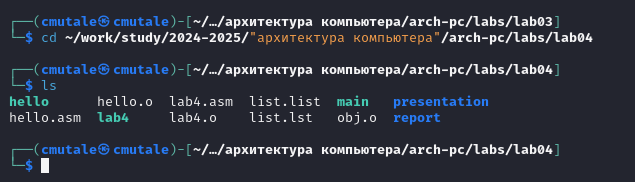 ┌──(cmutale㉿cmutale)-[~/…/архитектура компьютера/arch-pc/labs/lab03]
└─$ cd ~/work/study/2024-2025/"архитектура компьютера"/arch-pc/labs/lab04
┌──(cmutale㉿cmutale)-[~/…/архитектура компьютера/arch-pc/labs/lab04]
└─$ ls
hello hello.o lab4.asm list.list main presentation
hello.asm lab4 lab4.o list.lst obj.o report
┌──(cmutale㉿cmutale)-[~/…/архитектура компьютера/arch-pc/labs/lab04]
└─$